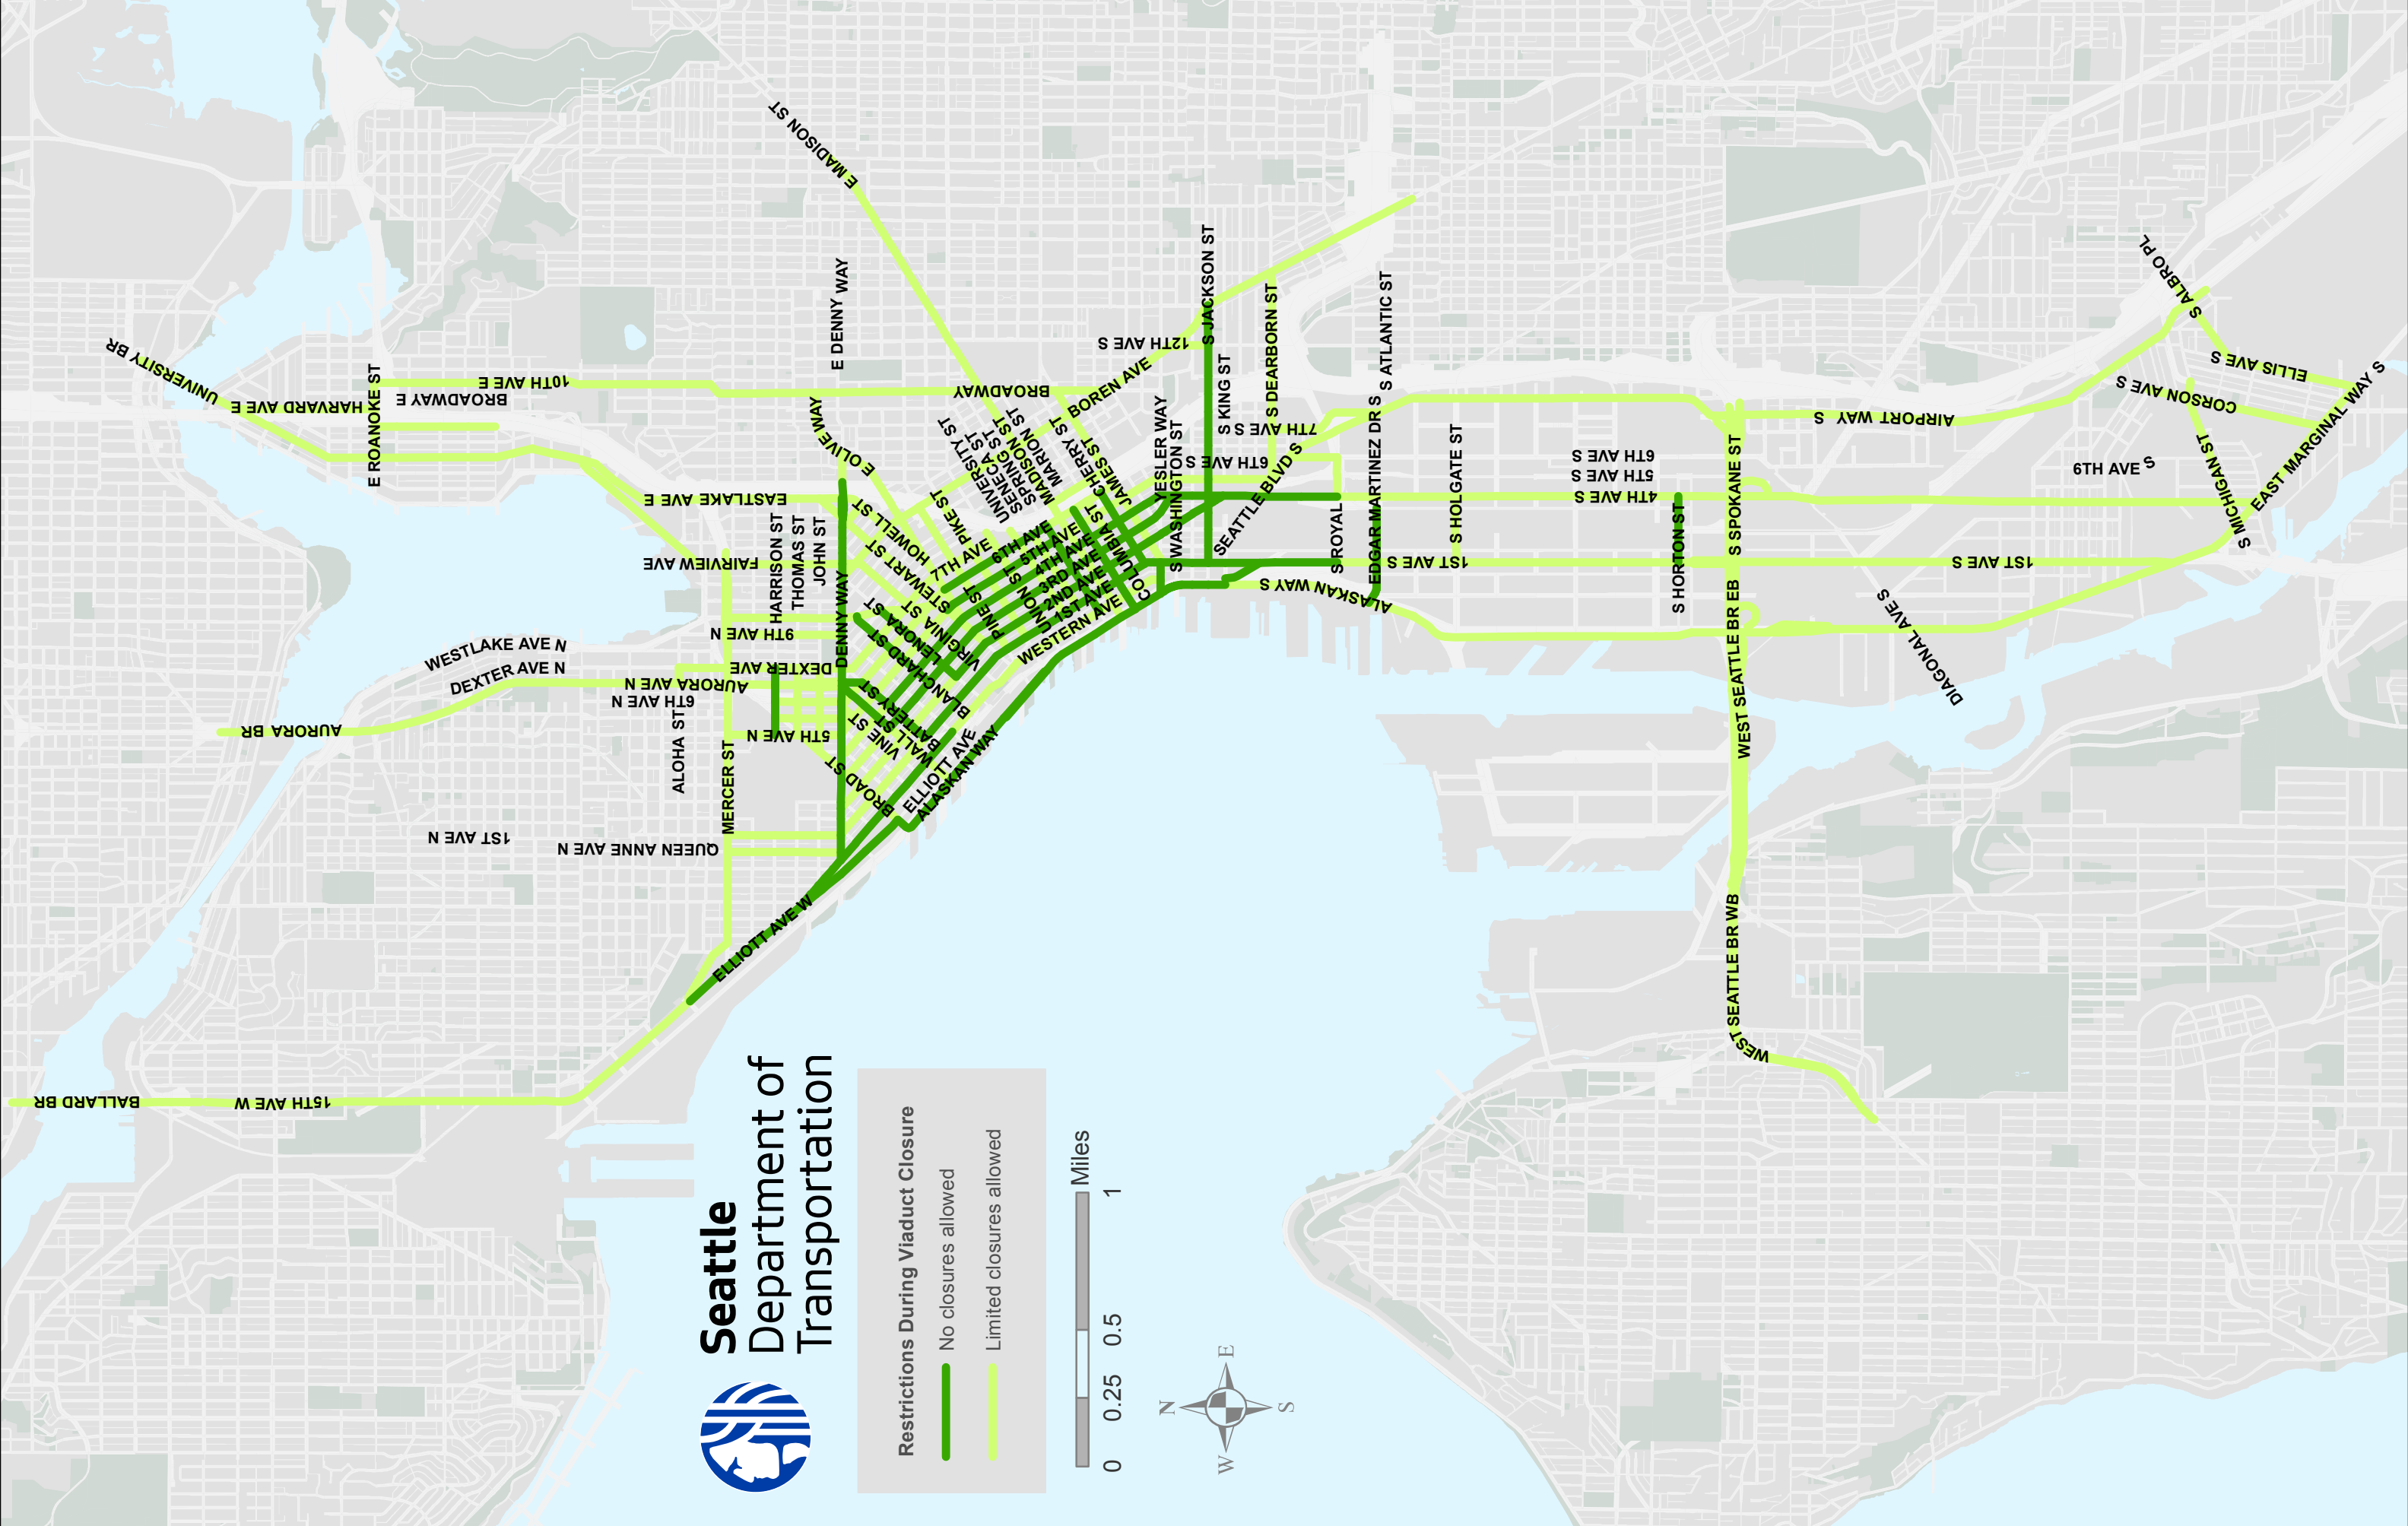 Seattle
Department of
Transportation
Restrictions During Viaduct Closure
No closures allowed
Limited closures allowed
0 0.25 0.5 1 Miles
N
W E
S
BALLARD BR
15TH AVE W
ELLIOTT AVE W
AURORA BR
1ST AVE N
QUEEN ANNE AVE N
MERCER ST
ALOHA ST
WESTLAKE AVE N
DEXTER AVE N
6TH AVE N
AURORA AVE N
DEXTER AVE
5TH AVE N
9TH AVE N
FAIRVIEW AVE
EASTLAKE AVE E
HARRISON ST
THOMAS ST
JOHN ST
DENNY WAY
UNIVERSITY BR
HARVARD AVE E
E ROANOKE ST
BROADWAY E
10TH AVE E
E DENNY WAY
E OLIVE WAY
E MADISON ST
BROADWAY
BOREN AVE
12TH AVE S
BROAD ST
VINE ST
WALL ST
BATTERY ST
BLANCHARD ST
LENORA ST
VIRGINIA ST
STEWART ST
HOWELL ST
PINE ST
PIKE ST
UNION ST
UNIVERSITY ST
SENECA ST
SPRING ST
MADISON ST
MARION ST
COLUMBIA ST
CHERRY ST
JAMES ST
7TH AVE
6TH AVE
5TH AVE
4TH AVE
3RD AVE
2ND AVE
1ST AVE
WESTERN AVE
ELLIOTT AVE
ALASKAN WAY
YESLER WAY
S WASHINGTON ST
S JACKSON ST
S KING ST
S DEARBORN ST
7TH AVE S
6TH AVE S
SEATTLE BLVD S
S ROYAL
EDGAR MARTINEZ DR S
S ATLANTIC ST
ALASKAN WAY S
1ST AVE S
S HOLGATE ST
6TH AVE S
5TH AVE S
4TH AVE S
S HORTON ST
S SPOKANE ST
WEST SEATTLE BR EB
WEST SEATTLE BR WB
AIRPORT WAY S
1ST AVE S
DIAGONAL AVE S
6TH AVE S
S ALBRO PL
ELLIS AVE S
CORSON AVE S
S MICHIGAN ST
EAST MARGINAL WAY S